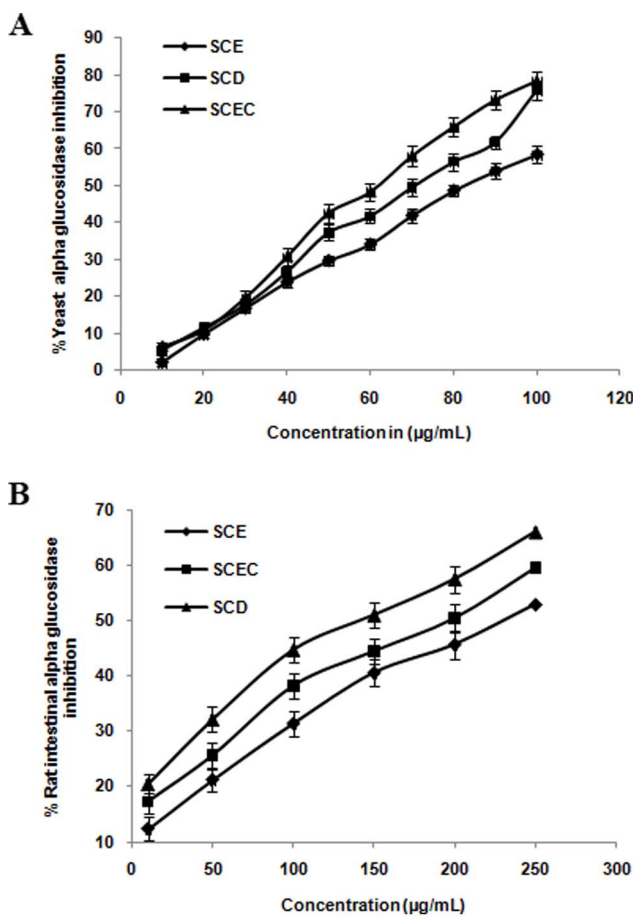 A
% Yeast alpha glucosidase inhibition
90
80
70
60
50
40
30
20
10
0
SCE
SCD
SCEC
0 20 40 60 80 100 120
Concentration in (µg/mL)
B
% Rat intestinal alpha glucosidase
inhibition
70
60
50
40
30
20
10
SCE
SCEC
SCD
0 50 100 150 200 250 300
Concentration (µg/mL)